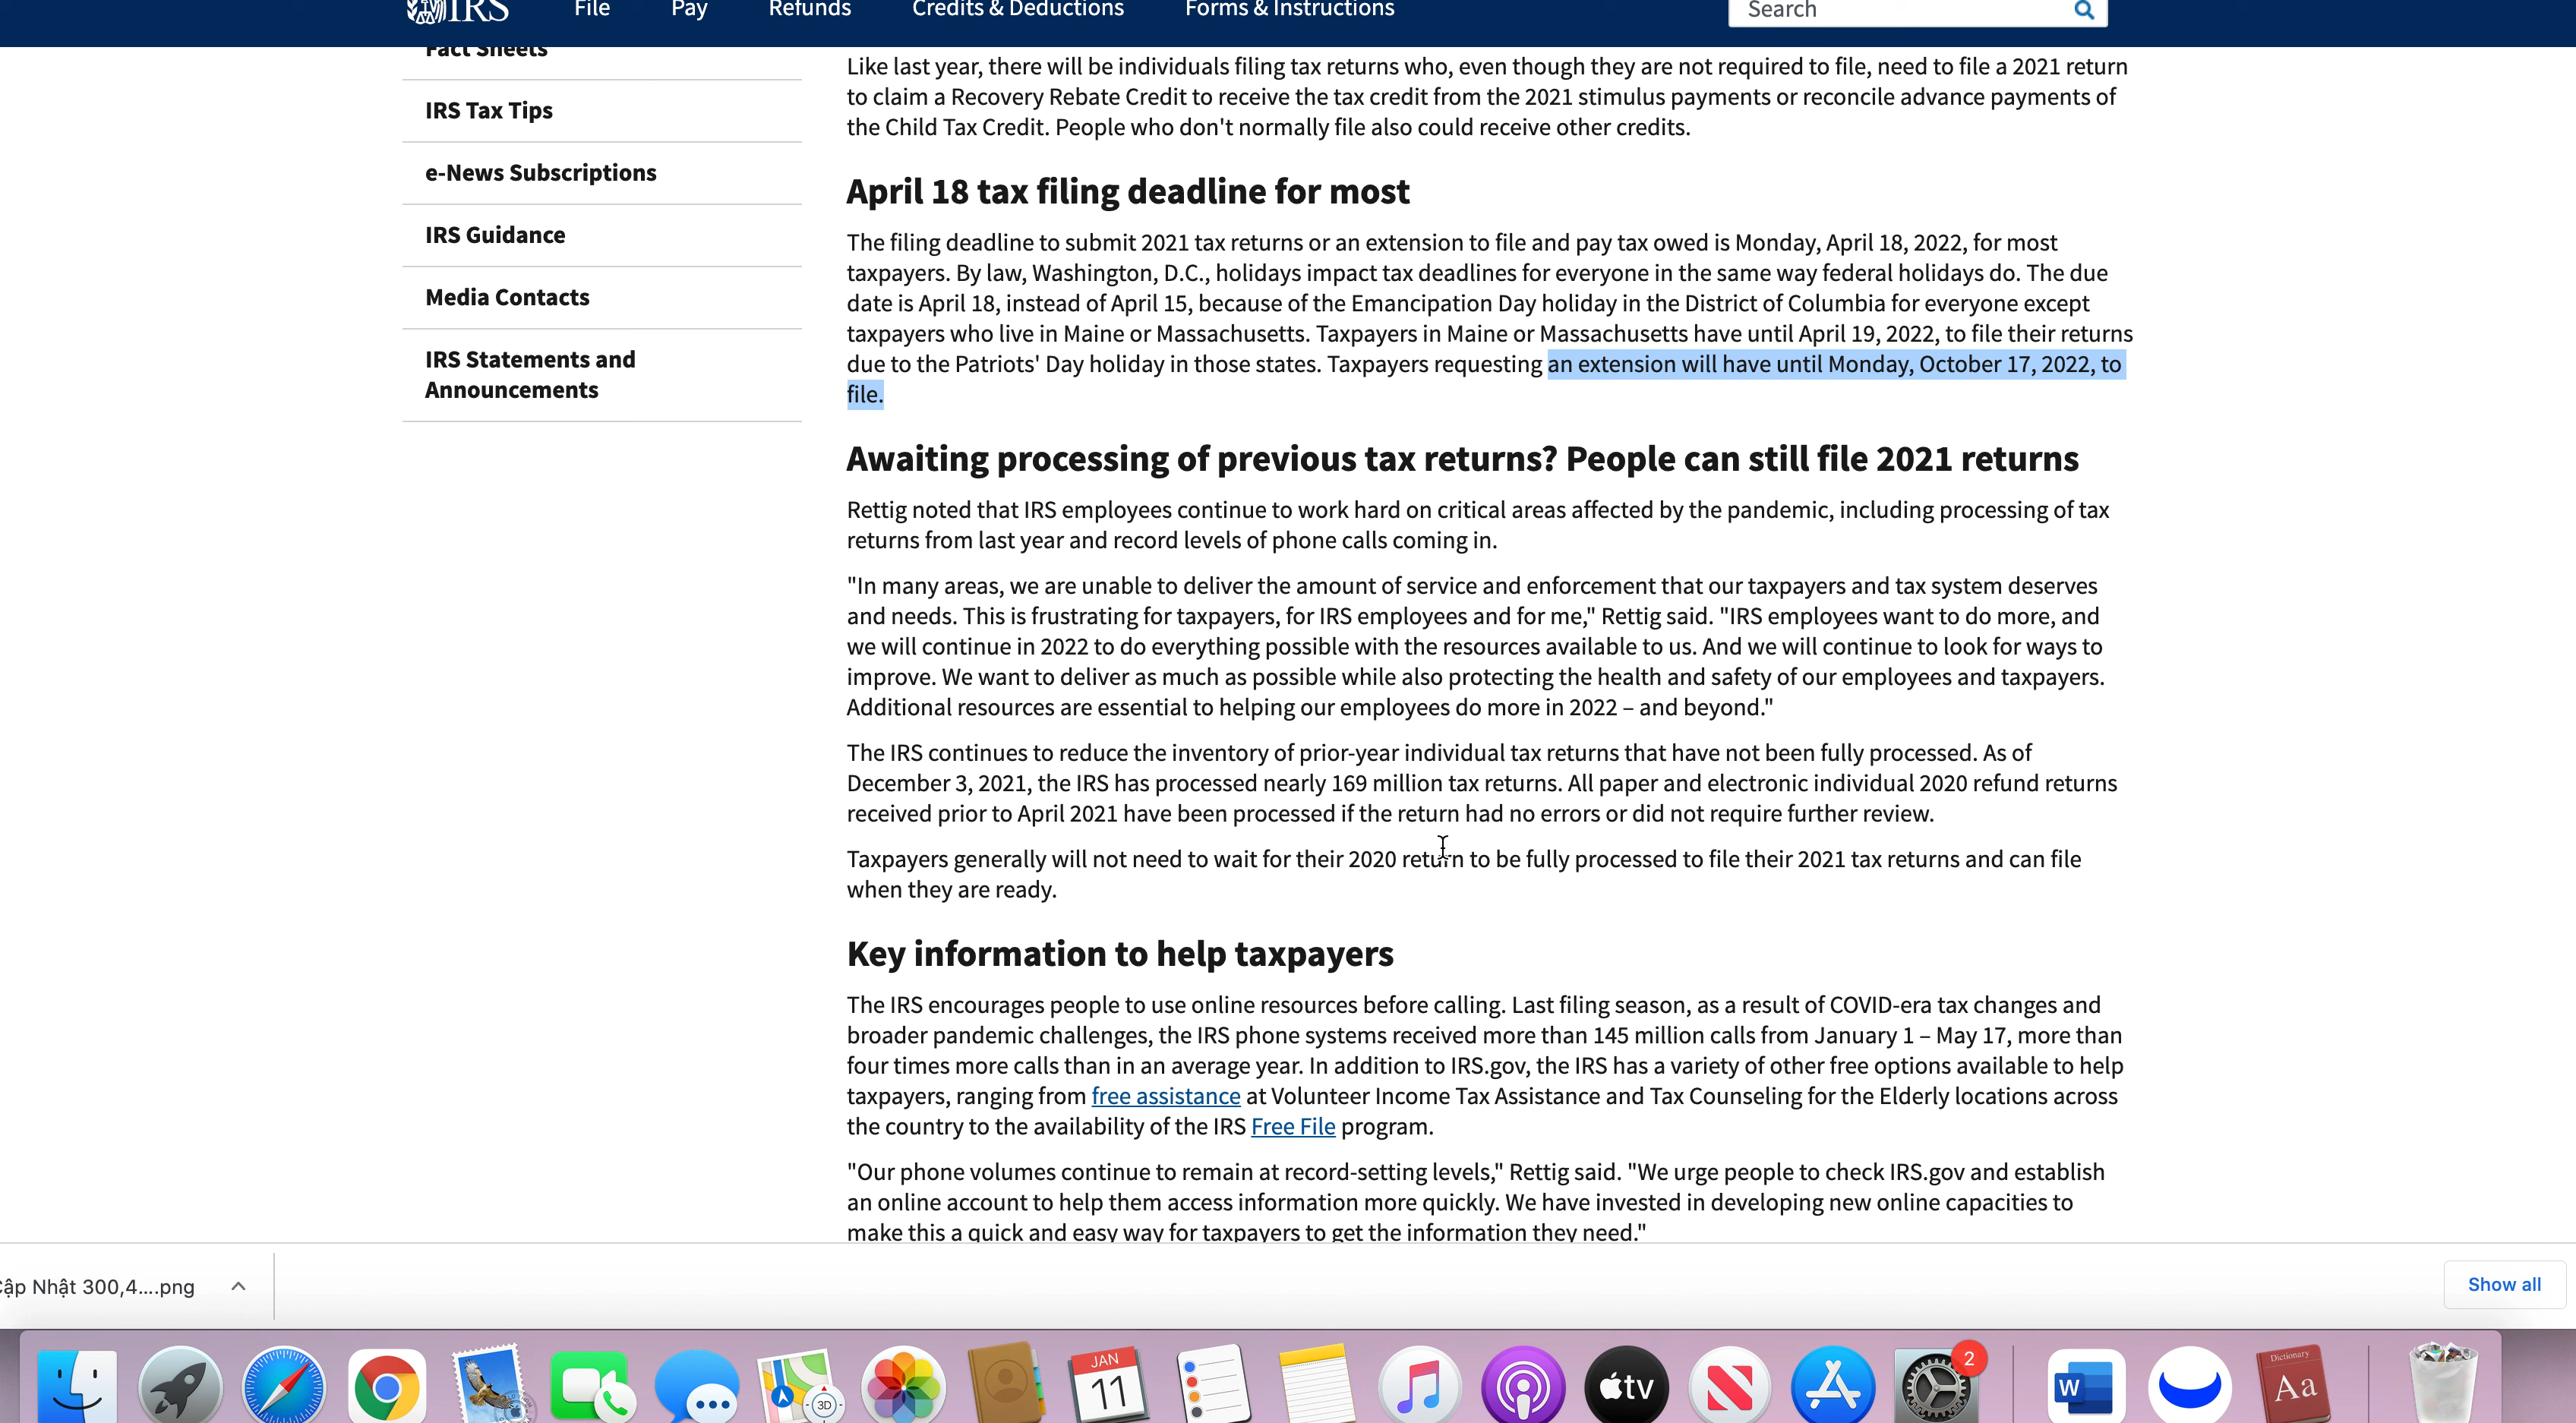 IRS
File
Pay
Refunds
Credits & Deductions
Forms & Instructions
Search
Fact Sheets
IRS Tax Tips
e-News Subscriptions
IRS Guidance
Media Contacts
IRS Statements and
Announcements
Like last year, there will be individuals filing tax returns who, even though they are not required to file, need to file a 2021 return
to claim a Recovery Rebate Credit to receive the tax credit from the 2021 stimulus payments or reconcile advance payments of
the Child Tax Credit. People who don't normally file also could receive other credits.
April 18 tax filing deadline for most
The filing deadline to submit 2021 tax returns or an extension to file and pay tax owed is Monday, April 18, 2022, for most
taxpayers. By law, Washington, D.C., holidays impact tax deadlines for everyone in the same way federal holidays do. The due
date is April 18, instead of April 15, because of the Emancipation Day holiday in the District of Columbia for everyone except
taxpayers who live in Maine or Massachusetts. Taxpayers in Maine or Massachusetts have until April 19, 2022, to file their returns
due to the Patriots' Day holiday in those states. Taxpayers requesting an extension will have until Monday, October 17, 2022, to
file.
Awaiting processing of previous tax returns? People can still file 2021 returns
Rettig noted that IRS employees continue to work hard on critical areas affected by the pandemic, including processing of tax
returns from last year and record levels of phone calls coming in.
"In many areas, we are unable to deliver the amount of service and enforcement that our taxpayers and tax system deserves
and needs. This is frustrating for taxpayers, for IRS employees and for me," Rettig said. "IRS employees want to do more, and
we will continue in 2022 to do everything possible with the resources available to us. And we will continue to look for ways to
improve. We want to deliver as much as possible while also protecting the health and safety of our employees and taxpayers.
Additional resources are essential to helping our employees do more in 2022 – and beyond."
The IRS continues to reduce the inventory of prior-year individual tax returns that have not been fully processed. As of
December 3, 2021, the IRS has processed nearly 169 million tax returns. All paper and electronic individual 2020 refund returns
received prior to April 2021 have been processed if the return had no errors or did not require further review.
Taxpayers generally will not need to wait for their 2020 return to be fully processed to file their 2021 tax returns and can file
when they are ready.
Key information to help taxpayers
The IRS encourages people to use online resources before calling. Last filing season, as a result of COVID-era tax changes and
broader pandemic challenges, the IRS phone systems received more than 145 million calls from January 1 – May 17, more than
four times more calls than in an average year. In addition to IRS.gov, the IRS has a variety of other free options available to help
taxpayers, ranging from free assistance at Volunteer Income Tax Assistance and Tax Counseling for the Elderly locations across
the country to the availability of the IRS Free File program.
"Our phone volumes continue to remain at record-setting levels," Rettig said. "We urge people to check IRS.gov and establish
an online account to help them access information more quickly. We have invested in developing new online capacities to
make this a quick and easy way for taxpayers to get the information they need."
Cập Nhật 300,4....png
Show all
3D
JAN
11
tv
2
W
Dictionary
Aa